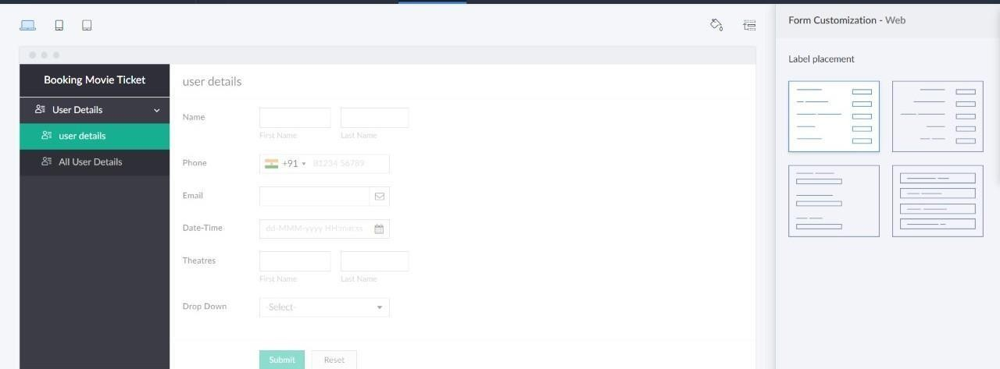 Form Customization - Web
Label placement
Booking Movie Ticket
User Details
user details
All User Details
user details
Name
First Name
Last Name
Phone
+91
81234 56789
Email
Date-Time
dd-MMM-yyyy HH:mm:ss
Theatres
First Name
Last Name
Drop Down
-Select-
Submit
Reset